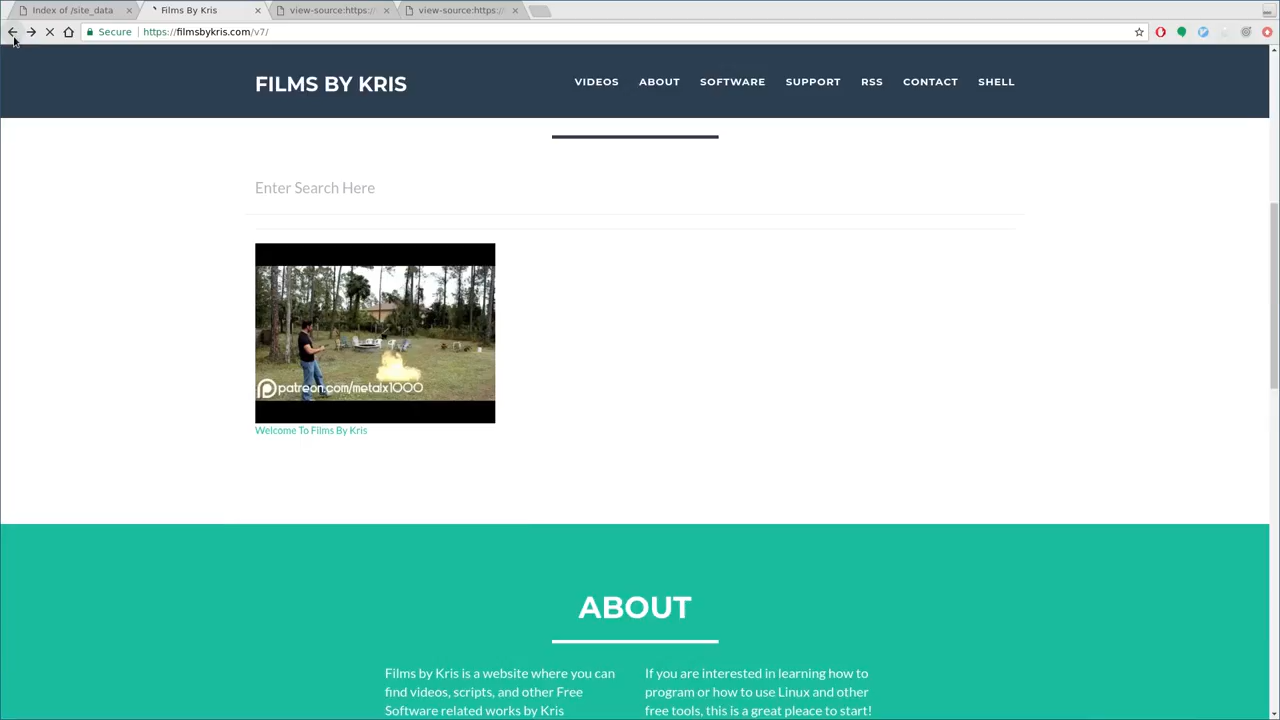 Index of /site_data
Films By Kris
view-source:https:/
view-source:https:/
Secure
https://filmsbykris.com/v7/
FILMS BY KRIS
VIDEOS
ABOUT
SOFTWARE
SUPPORT
RSS
CONTACT
SHELL
Enter Search Here
patreon.com/metalx1000
Welcome To Films By Kris
ABOUT
Films by Kris is a website where you can
find videos, scripts, and other Free
Software related works by Kris
If you are interested in learning how to
program or how to use Linux and other
free tools, this is a great pleace to start!